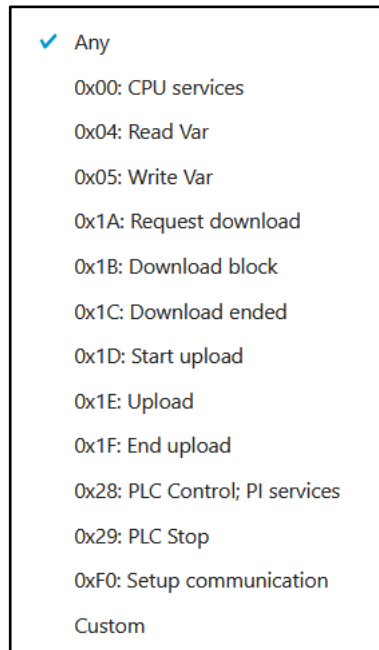 Any
0x00: CPU services
0x04: Read Var
0x05: Write Var
0x1A: Request download
0x1B: Download block
0x1C: Download ended
0x1D: Start upload
0x1E: Upload
0x1F: End upload
0x28: PLC Control; PI services
0x29: PLC Stop
0xF0: Setup communication
Custom